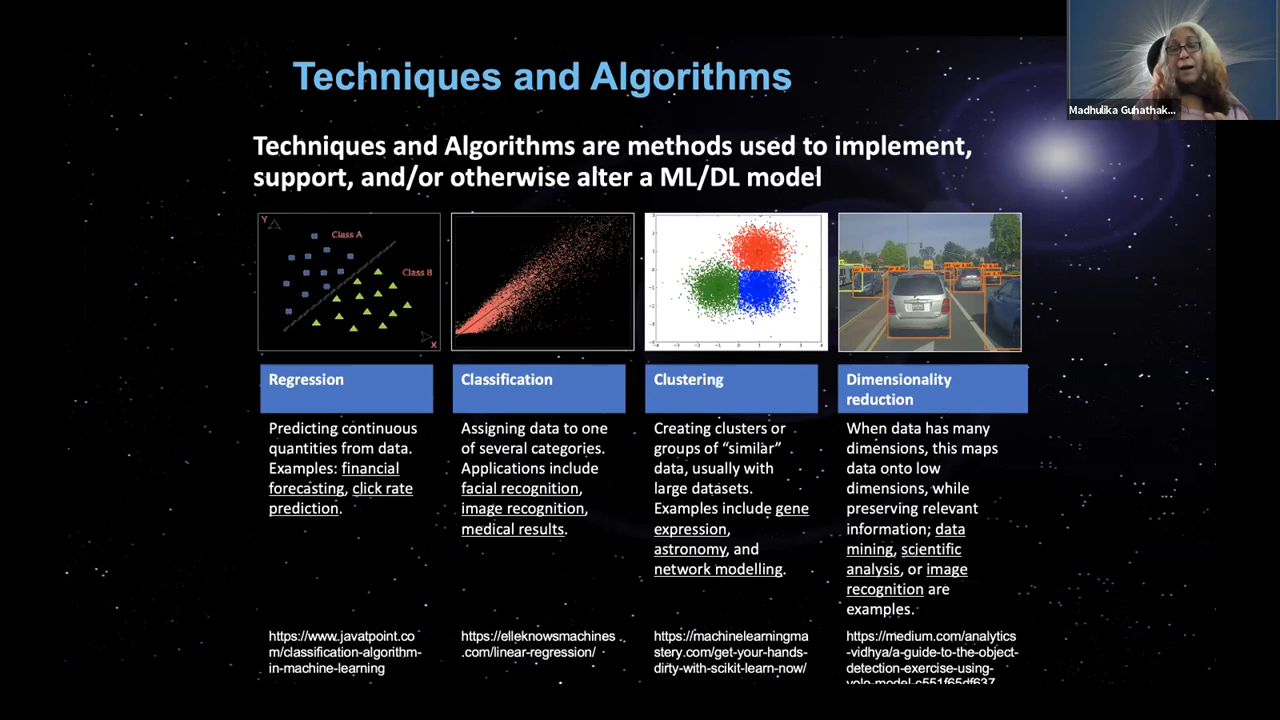 Techniques and Algorithms
Madhulika Guhathak...
Techniques and Algorithms are methods used to implement,
support, and/or otherwise alter a ML/DL model
Y
Class A
Class B
X
Regression
Predicting continuous
quantities from data.
Examples: financial
forecasting, click rate
prediction.
https://www.javatpoint.co
m/classification-algorithm-
in-machine-learning
Classification
Assigning data to one
of several categories.
Applications include
facial recognition,
image recognition,
medical results.
https://elleknowsmachines
.com/linear-regression/
Clustering
Creating clusters or
groups of “similar”
data, usually with
large datasets.
Examples include gene
expression,
astronomy, and
network modelling.
https://machinelearningma
stery.com/get-your-hands-
dirty-with-scikit-learn-now/
Dimensionality
reduction
When data has many
dimensions, this maps
data onto low
dimensions, while
preserving relevant
information; data
mining, scientific
analysis, or image
recognition are
examples.
https://medium.com/analytics
-vidhya/a-guide-to-the-object-
detection-exercise-using-
yolo-model-c551f65df637